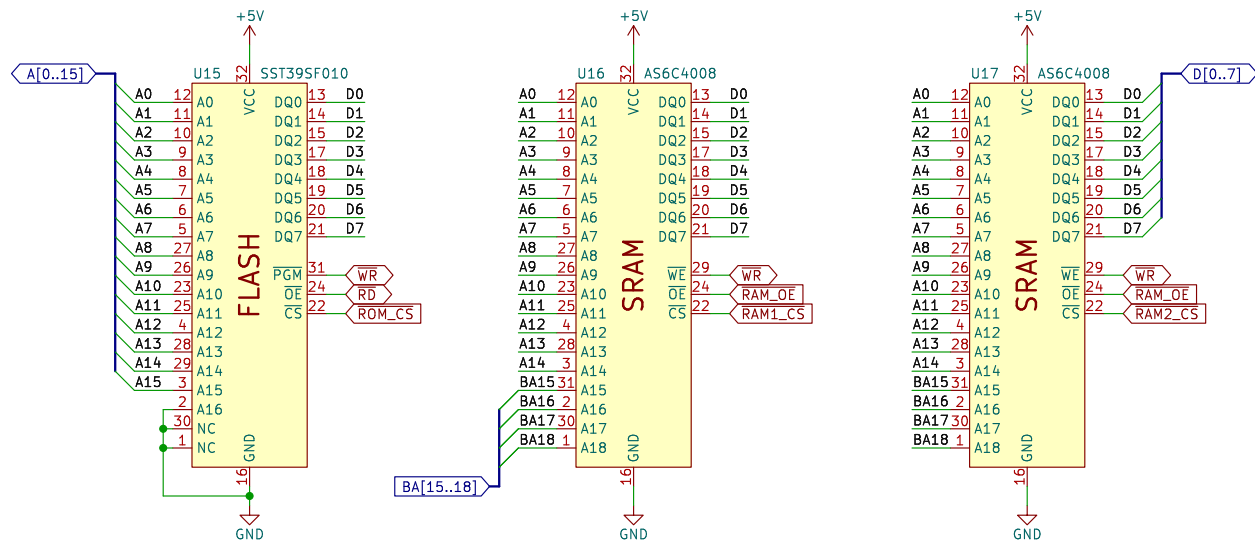 +5V +5V +5V
A[0..15] U15 SST39SF010 U16 AS6C4008 U17 AS6C4008 D[0..7]
32 VCC 32 VCC 32 VCC
A0 12 A0 DQ0 13 D0 A0 12 A0 DQ0 13 D0 A0 12 A0 DQ0 13 D0
A1 11 A1 DQ1 14 D1 A1 11 A1 DQ1 14 D1 A1 11 A1 DQ1 14 D1
A2 10 A2 DQ2 15 D2 A2 10 A2 DQ2 15 D2 A2 10 A2 DQ2 15 D2
A3 9 A3 DQ3 17 D3 A3 9 A3 DQ3 17 D3 A3 9 A3 DQ3 17 D3
A4 8 A4 DQ4 18 D4 A4 8 A4 DQ4 18 D4 A4 8 A4 DQ4 18 D4
A5 7 A5 DQ5 19 D5 A5 7 A5 DQ5 19 D5 A5 7 A5 DQ5 19 D5
A6 6 A6 DQ6 20 D6 A6 6 A6 DQ6 20 D6 A6 6 A6 DQ6 20 D6
A7 5 A7 DQ7 21 D7 A7 5 A7 DQ7 21 D7 A7 5 A7 DQ7 21 D7
A8 27 A8 A8 27 A8 A8 27 A8
A9 26 A9 PGM 31 WR A9 26 A9 WE 29 WR A9 26 A9 WE 29 WR
A10 23 A10 OE 24 RD A10 23 A10 OE 24 RAM_OE A10 23 A10 OE 24 RAM_OE
A11 25 A11 CS 22 ROM_CS A11 25 A11 CS 22 RAM1_CS A11 25 A11 CS 22 RAM2_CS
FLASH SRAM SRAM
A12 4 A12 A12 4 A12 A12 4 A12
A13 28 A13 A13 28 A13 A13 28 A13
A14 29 A14 A14 3 A14 A14 3 A14
A15 3 A15 BA15 31 A15 BA15 31 A15
2 A16 BA16 2 A16 BA16 2 A16
30 NC BA17 30 A17 BA17 30 A17
1 NC BA18 1 A18 BA18 1 A18
GND 16 GND 16 GND 16
BA[15..18]
GND GND GND